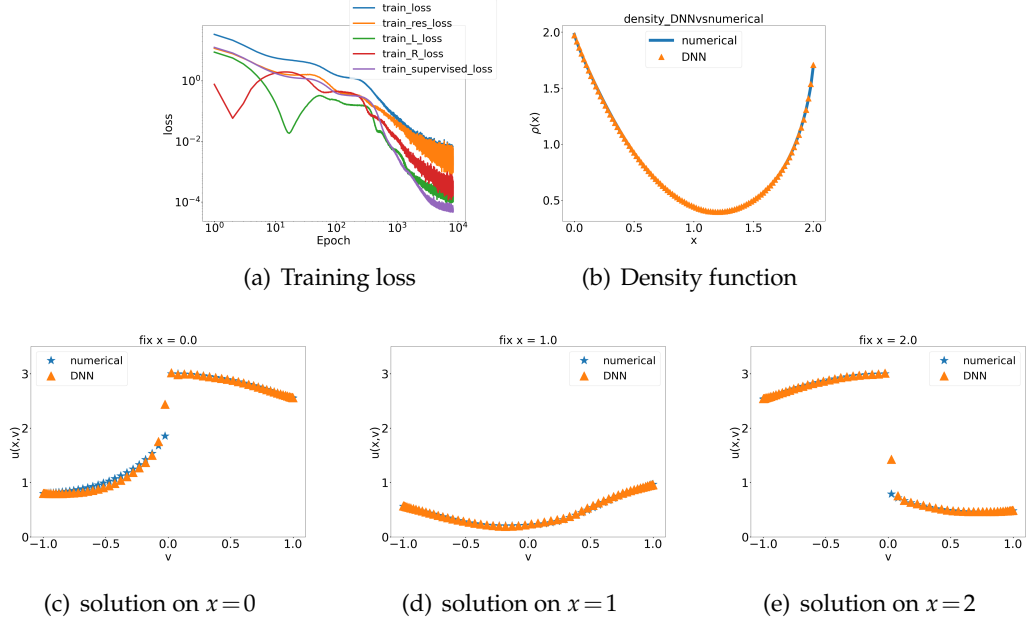 train_loss
train_res_loss
train_L_loss
train_R_loss
train_supervised_loss
10^0
10^-2
10^-4
loss
10^0 10^1 10^2 10^3 10^4
Epoch
(a) Training loss
density_DNNvsnumerical
numerical
DNN
2.0
1.5
1.0
0.5
ρ(x)
0.0 0.5 1.0 1.5 2.0
x
(b) Density function
fix x = 0.0
numerical
DNN
3
2
1
0
u(x,v)
−1.0 −0.5 0.0 0.5 1.0
v
(c) solution on x=0
fix x = 1.0
numerical
DNN
3
2
1
0
u(x,v)
−1.0 −0.5 0.0 0.5 1.0
v
(d) solution on x=1
fix x = 2.0
numerical
DNN
3
2
1
0
u(x,v)
−1.0 −0.5 0.0 0.5 1.0
v
(e) solution on x=2